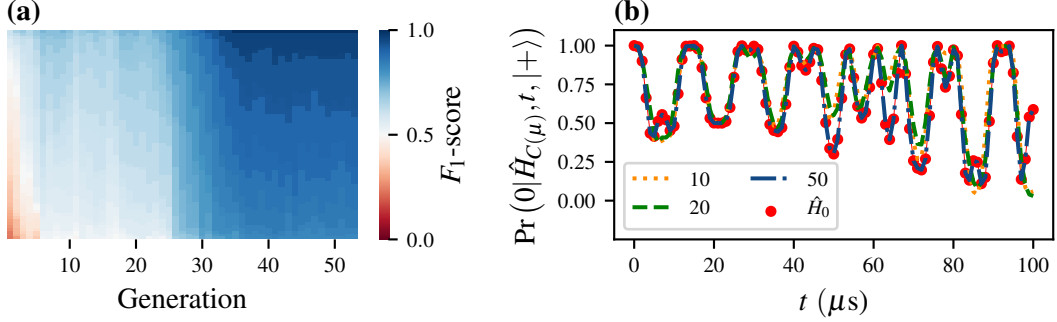 (a)
1.0
0.5
0.0
F₁-score
10 20 30 40 50
Generation
(b)
1.00
0.75
0.50
0.25
0.00
Pr (0|Ĥ_{C(μ)}, t, |+⟩)
10 50
20 Ĥ₀
0 20 40 60 80 100
t (μs)